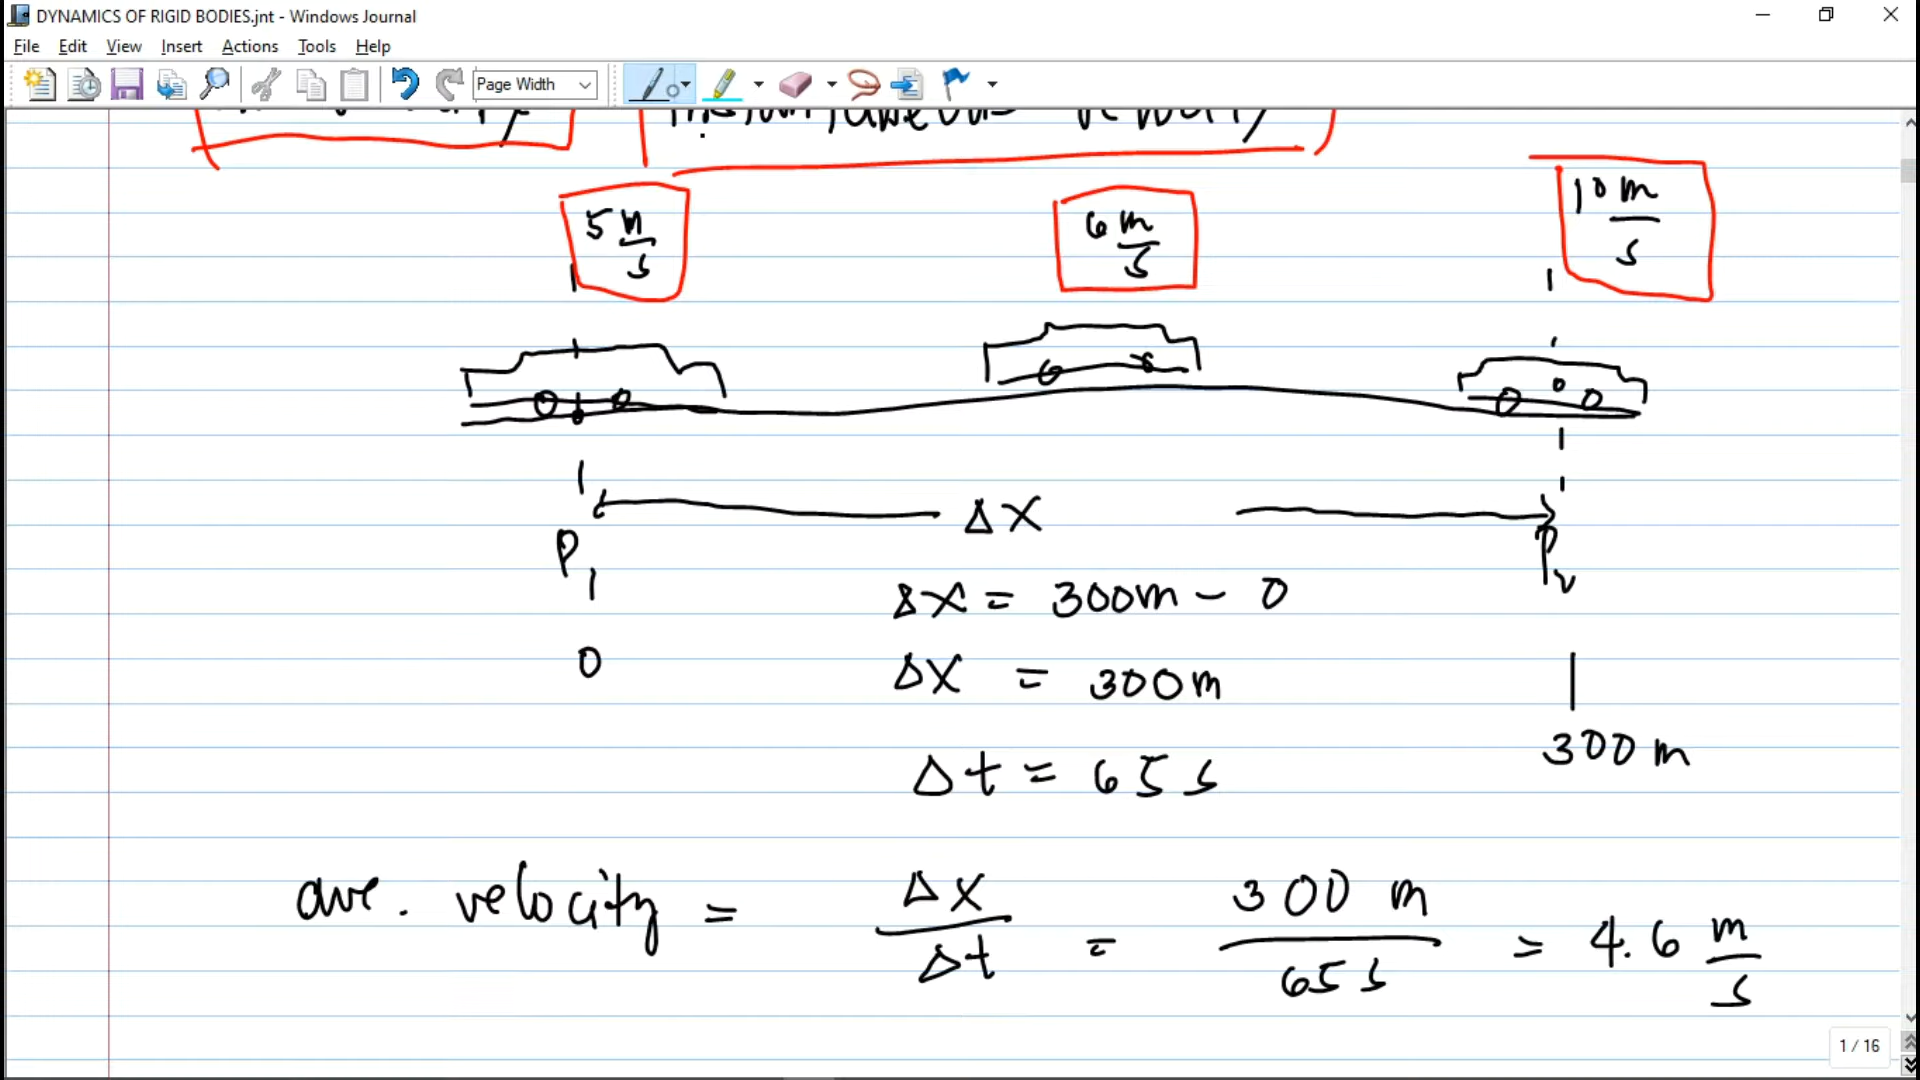 DYNAMICS OF RIGID BODIES.jnt - Windows Journal
File Edit View Insert Actions Tools Help
Page Width
instantaneous velocity
5 m/s
6 m/s
10 m/s
Δx
P1
P2
Δx = 300m - 0
0
Δx = 300m
300 m
Δt = 65 s
ave. velocity = Δx/Δt = 300 m/65 s = 4.6 m/s
1 / 16